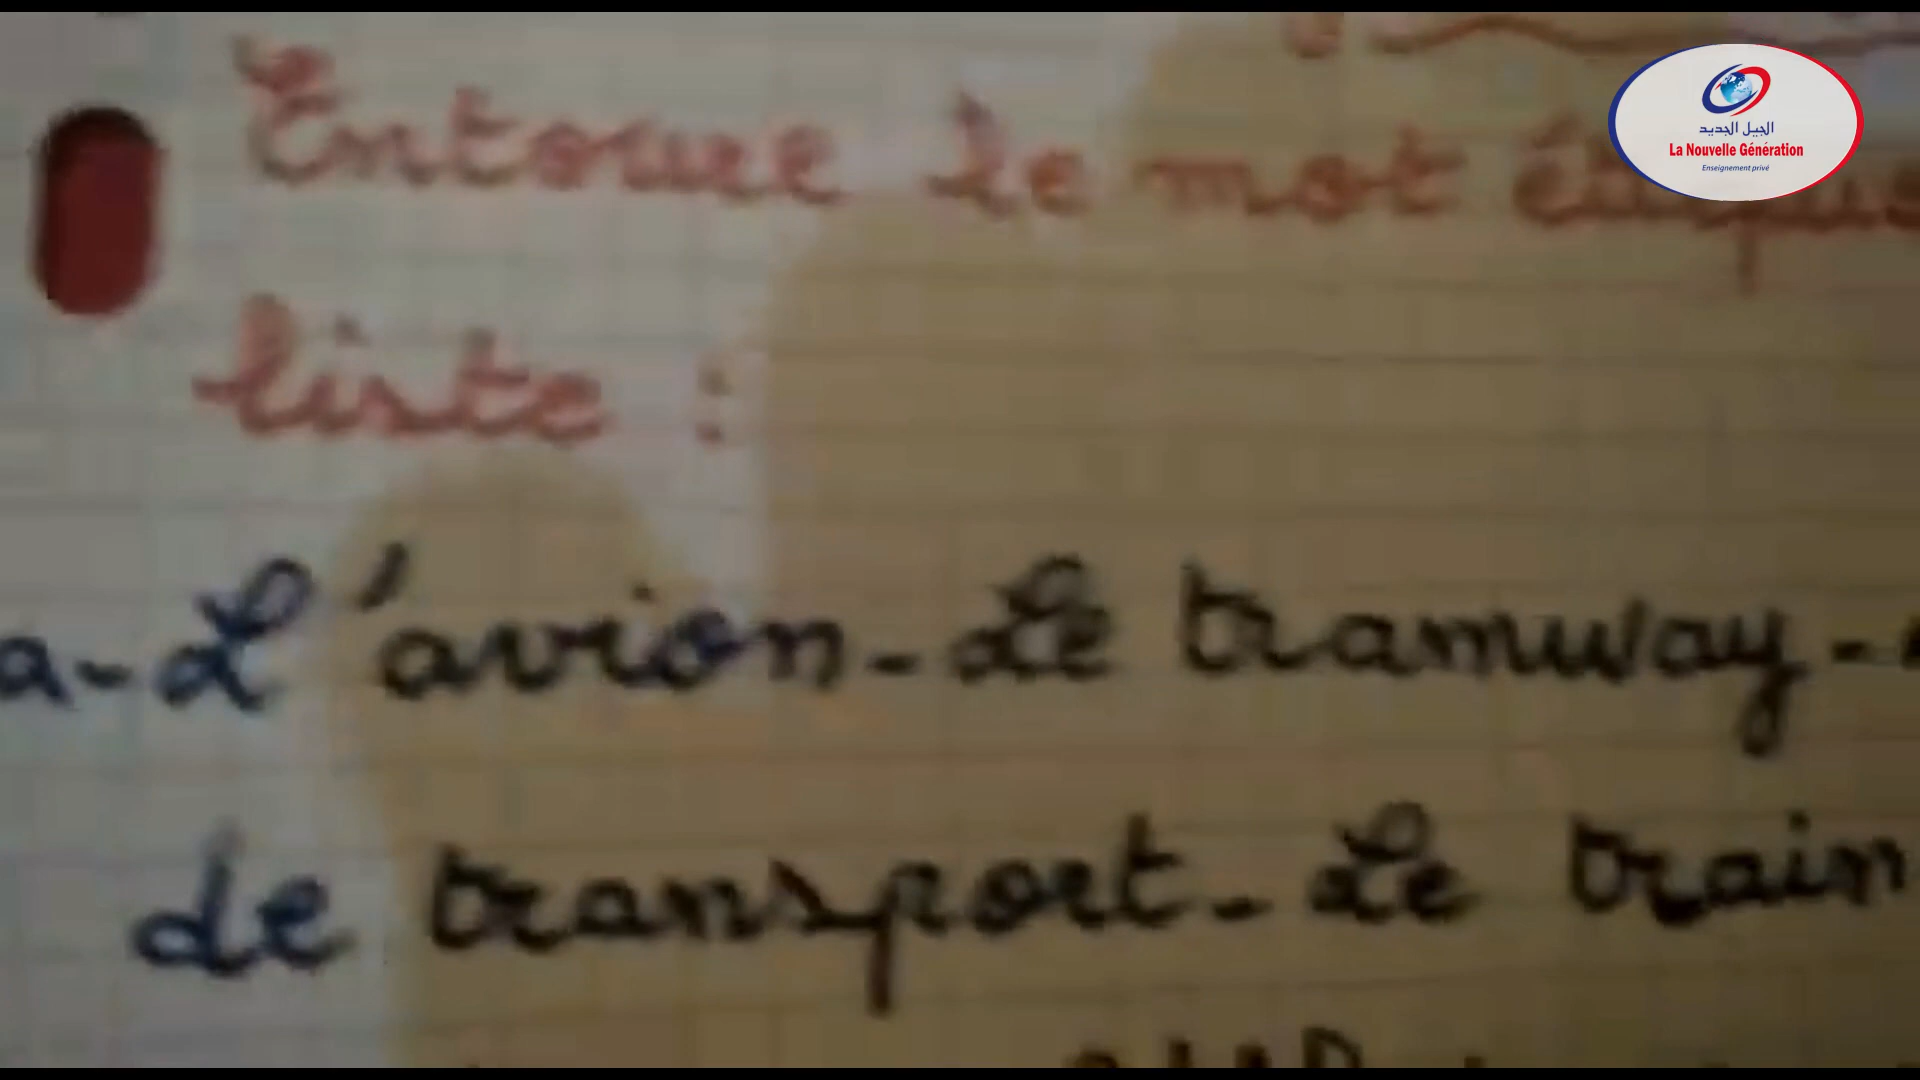 الجيل الجديد
La Nouvelle Génération
Enseignement privé
Entoure le mot
liste :
a-L'avion-Le tramway-
de transport-Le train